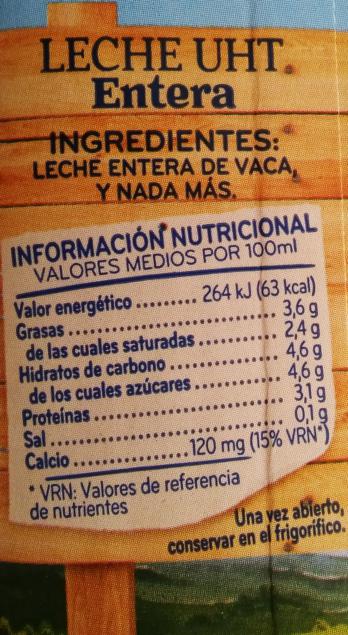 LECHE UHT
Entera
INGREDIENTES:
LECHE ENTERA DE VACA,
Y NADA MÁS.
INFORMACIÓN NUTRICIONAL
VALORES MEDIOS POR 100ml
Valor energético ......... 264 kJ (63 kcal)
Grasas ................................ 3,6 g
de las cuales saturadas ............ 2,4 g
Hidratos de carbono ................ 4,6 g
de los cuales azúcares ............. 4,6 g
Proteínas ............................. 3,1 g
Sal .................................... 0,1 g
Calcio ................ 120 mg (15% VRN*)
* VRN: Valores de referencia
de nutrientes
Una vez abierto,
conservar en el frigorífico.